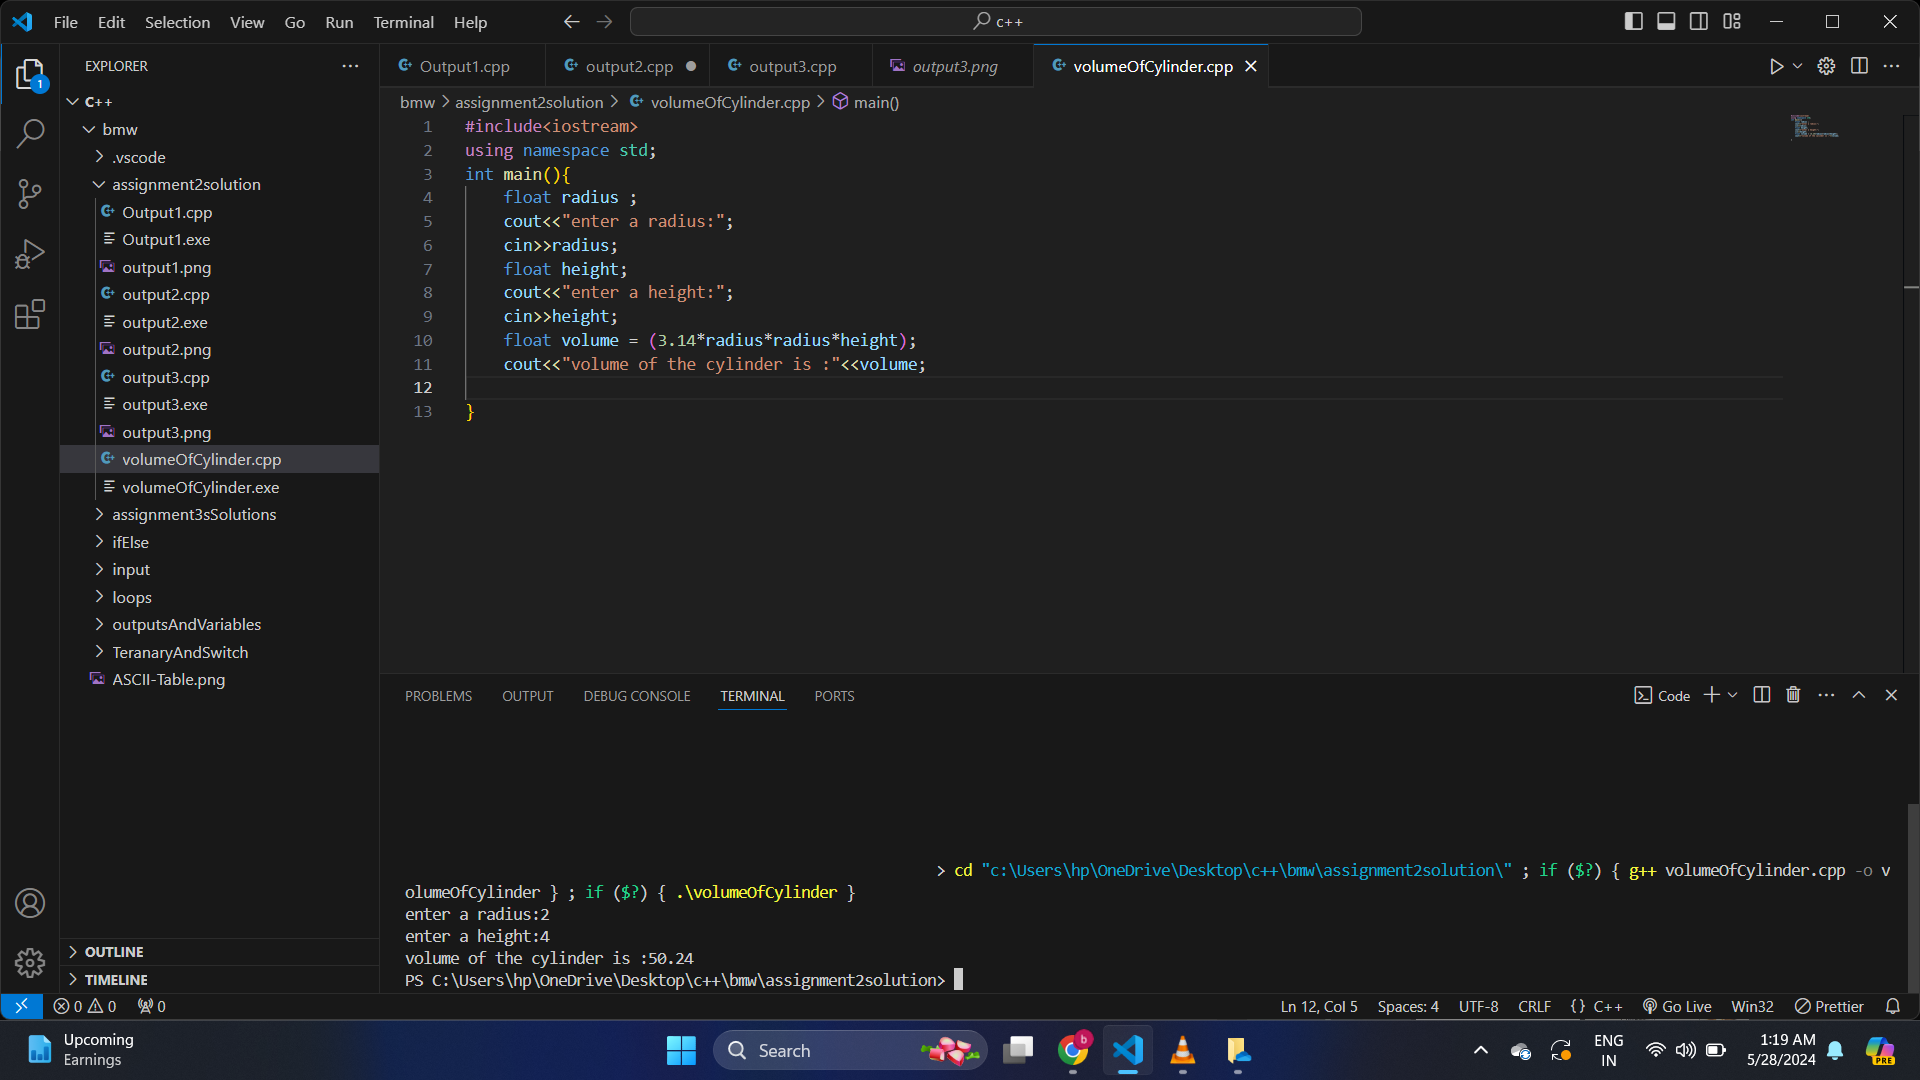 File Edit Selection View Go Run Terminal Help
c++
EXPLORER
Output1.cpp output2.cpp output3.cpp output3.png volumeOfCylinder.cpp
bmw > assignment2solution > volumeOfCylinder.cpp > main()
C++
bmw
.vscode
assignment2solution
Output1.cpp
Output1.exe
output1.png
output2.cpp
output2.exe
output2.png
output3.cpp
output3.exe
output3.png
volumeOfCylinder.cpp
volumeOfCylinder.exe
assignment3sSolutions
ifElse
input
loops
outputsAndVariables
TeranaryAndSwitch
ASCII-Table.png
OUTLINE
TIMELINE
1 #include<iostream>
2 using namespace std;
3 int main(){
4 float radius ;
5 cout<<"enter a radius:";
6 cin>>radius;
7 float height;
8 cout<<"enter a height:";
9 cin>>height;
10 float volume = (3.14*radius*radius*height);
11 cout<<"volume of the cylinder is :"<<volume;
12
13 }
PROBLEMS OUTPUT DEBUG CONSOLE TERMINAL PORTS
Code
> cd "c:\Users\hp\OneDrive\Desktop\c++\bmw\assignment2solution\" ; if ($?) { g++ volumeOfCylinder.cpp -o v
olumeOfCylinder } ; if ($?) { .\volumeOfCylinder }
enter a radius:2
enter a height:4
volume of the cylinder is :50.24
PS C:\Users\hp\OneDrive\Desktop\c++\bmw\assignment2solution>
1
0 0 0
Ln 12, Col 5 Spaces: 4 UTF-8 CRLF {} C++ Go Live Win32 Prettier
Upcoming
Earnings
Search
b
ENG
IN
1:19 AM
5/28/2024
PRE